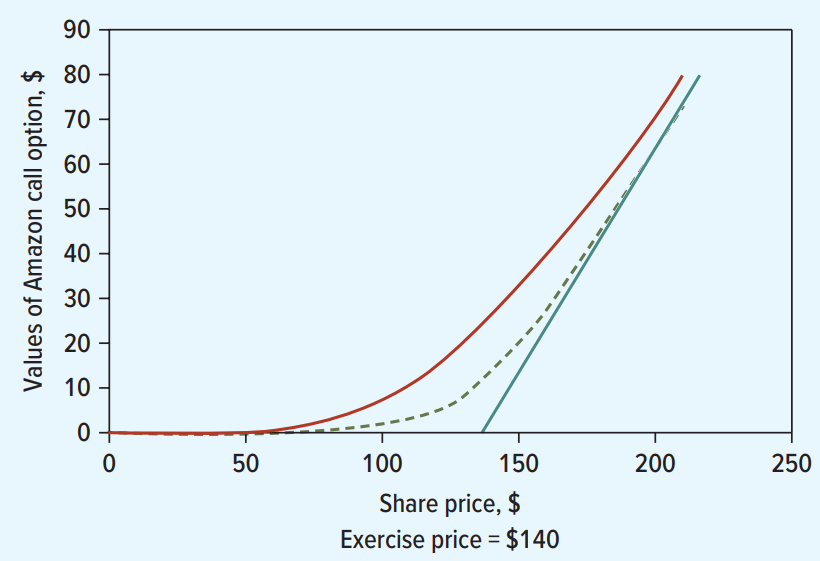 Values of Amazon call option, $
90
80
70
60
50
40
30
20
10
0
0 50 100 150 200 250
Share price, $
Exercise price = $140